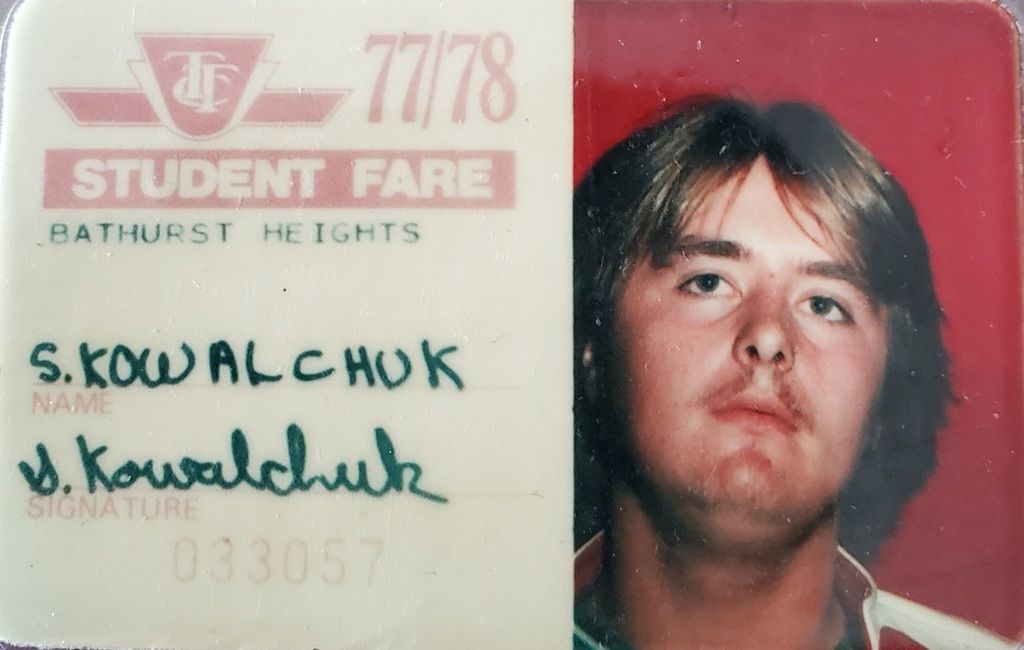 TTC 77/78
STUDENT FARE
BATHURST HEIGHTS
S. KOWALCHUK
NAME
S. Kowalchuk
SIGNATURE
033057